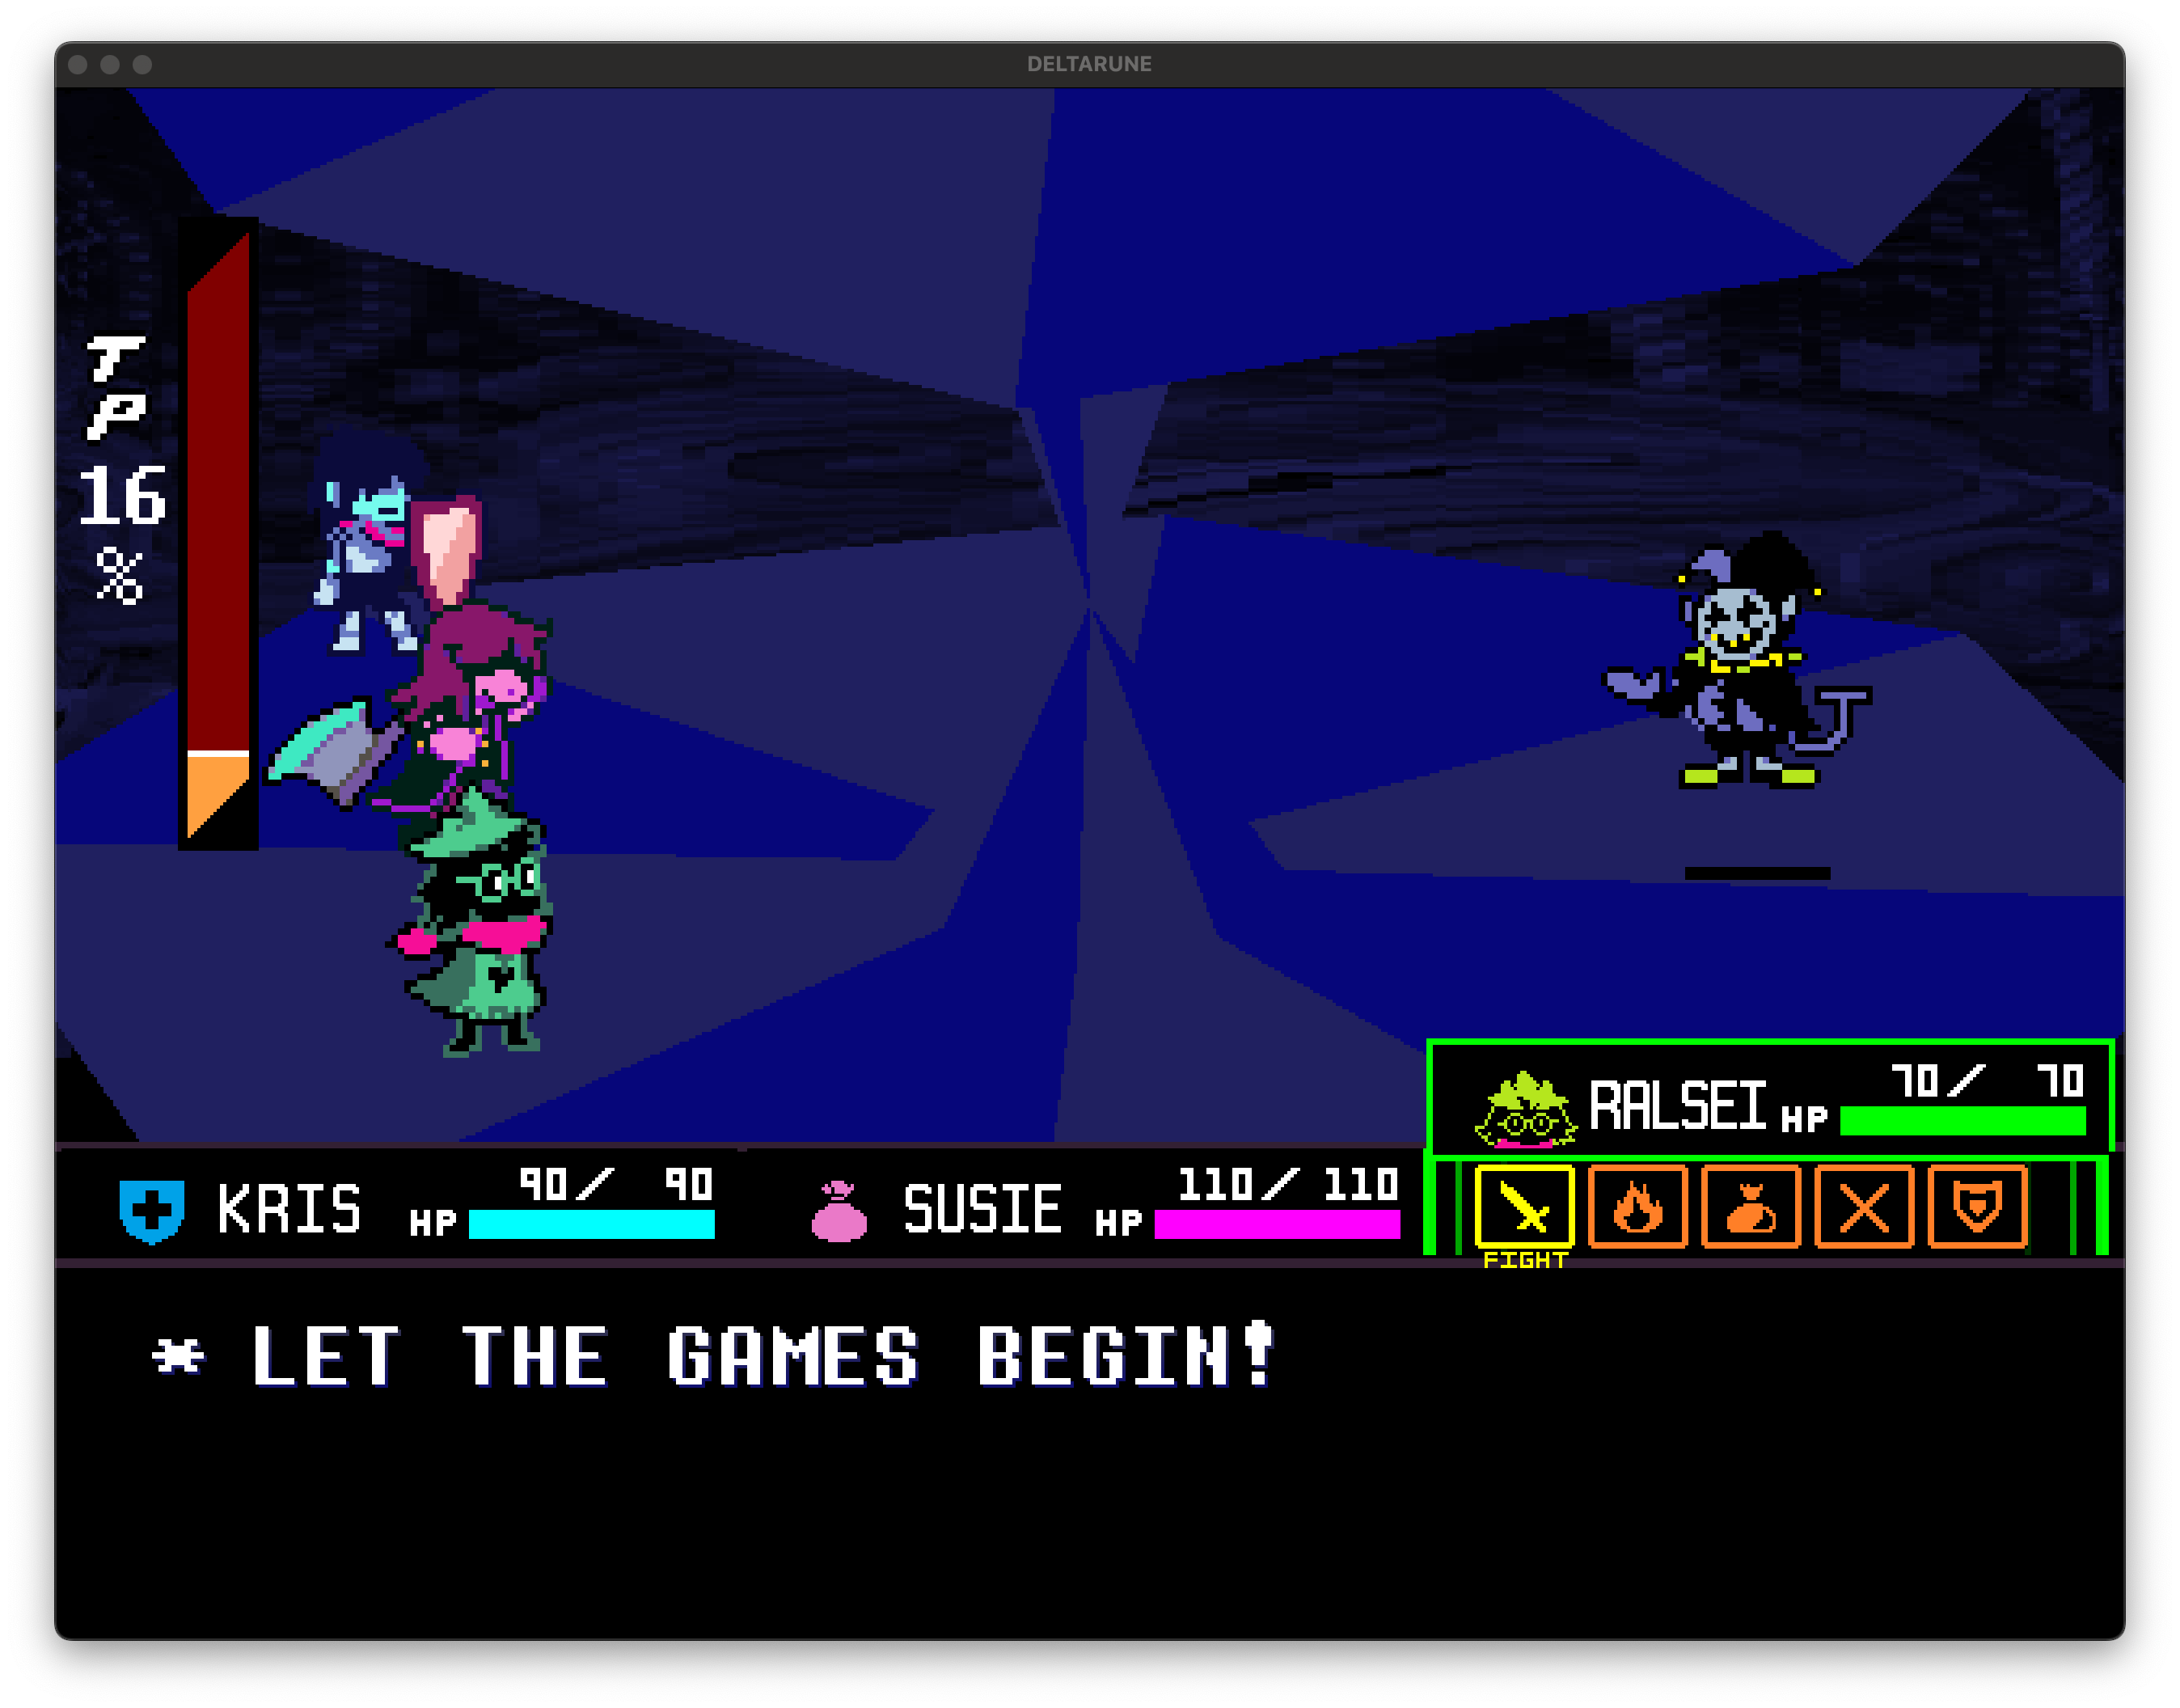 DELTARUNE
TP
16
%
RALSEI HP 70/ 70
KRIS HP 90/ 90
SUSIE HP 110/ 110
FIGHT
* LET THE GAMES BEGIN!